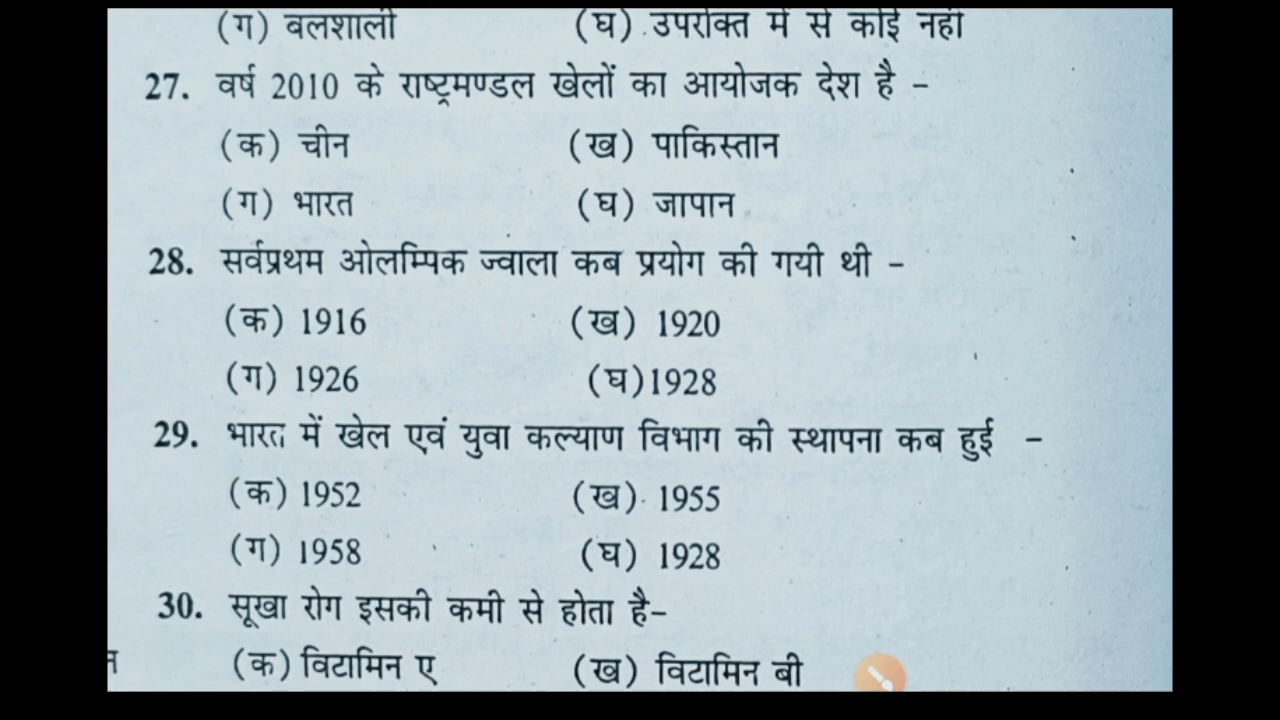 (ग) बलशाली (घ) उपरोक्त में से कोई नहीं
27. वर्ष 2010 के राष्ट्रमण्डल खेलों का आयोजक देश है -
(क) चीन (ख) पाकिस्तान
(ग) भारत (घ) जापान
28. सर्वप्रथम ओलम्पिक ज्वाला कब प्रयोग की गयी थी -
(क) 1916 (ख) 1920
(ग) 1926 (घ)1928
29. भारत में खेल एवं युवा कल्याण विभाग की स्थापना कब हुई -
(क) 1952 (ख) 1955
(ग) 1958 (घ) 1928
30. सूखा रोग इसकी कमी से होता है-
(क) विटामिन ए (ख) विटामिन बी